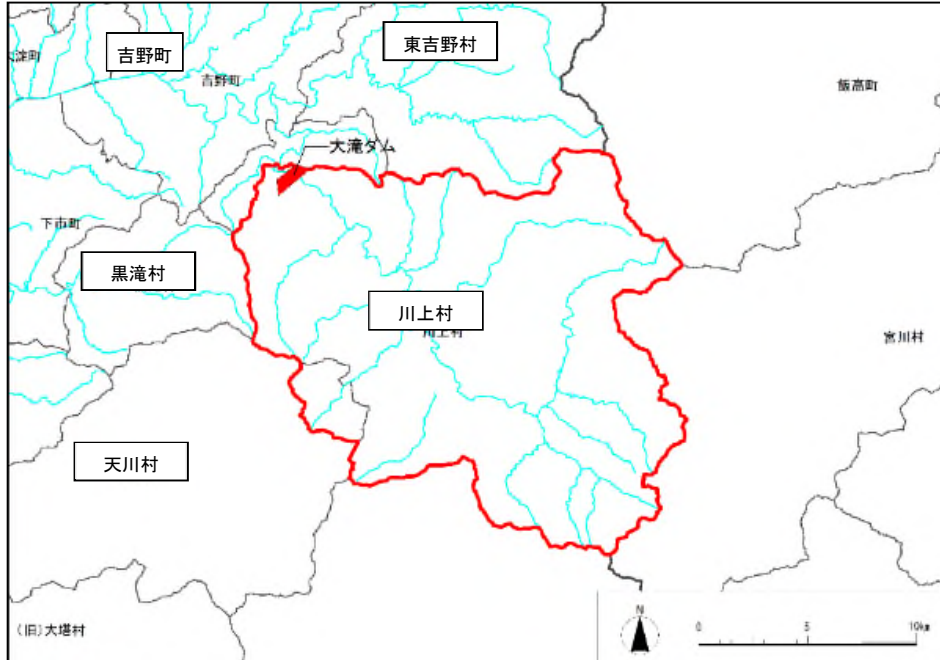 東吉野村
吉野町
淀町
吉野町
飯高町
大滝ダム
下市町
黒滝村
川上村
川上村
宮川村
天川村
(旧)大塔村
N
0 5 10km